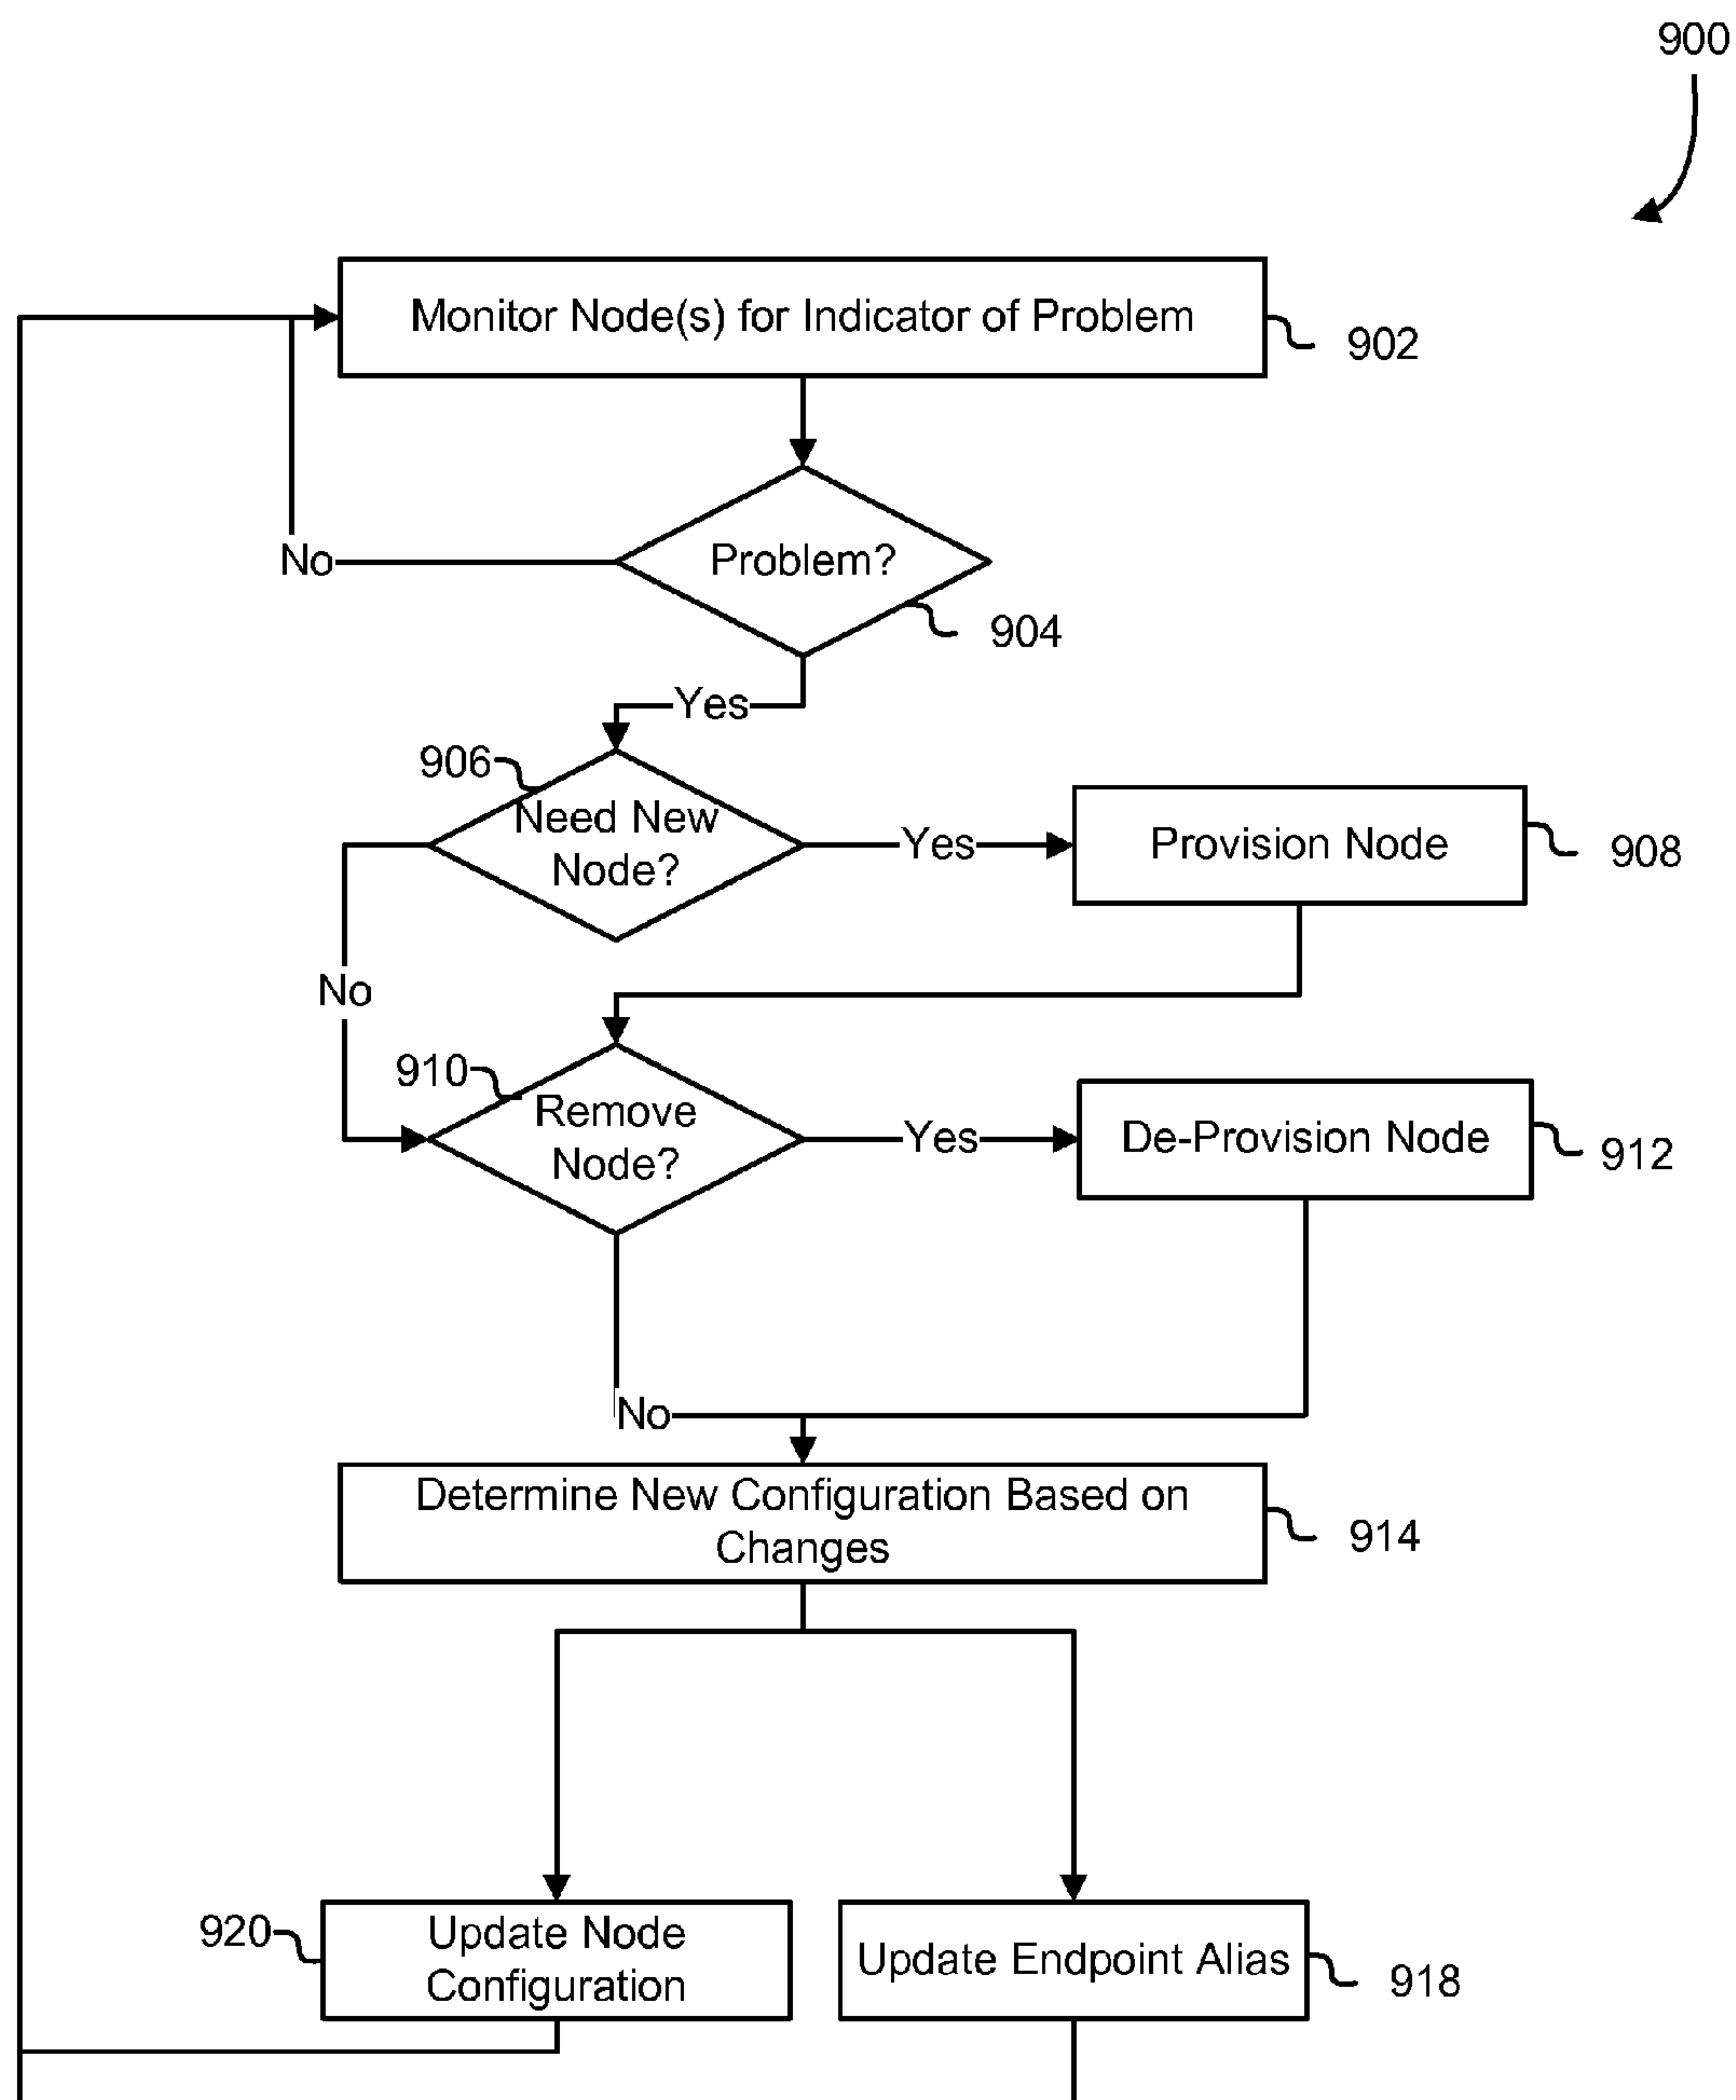 900
Monitor Node(s) for Indicator of Problem
902
Problem?
No
904
Yes
906
Need New
Node?
Yes
Provision Node
908
No
910
Remove
Node?
Yes
De-Provision Node
912
No
Determine New Configuration Based on
Changes
914
920
Update Node
Configuration
Update Endpoint Alias
918